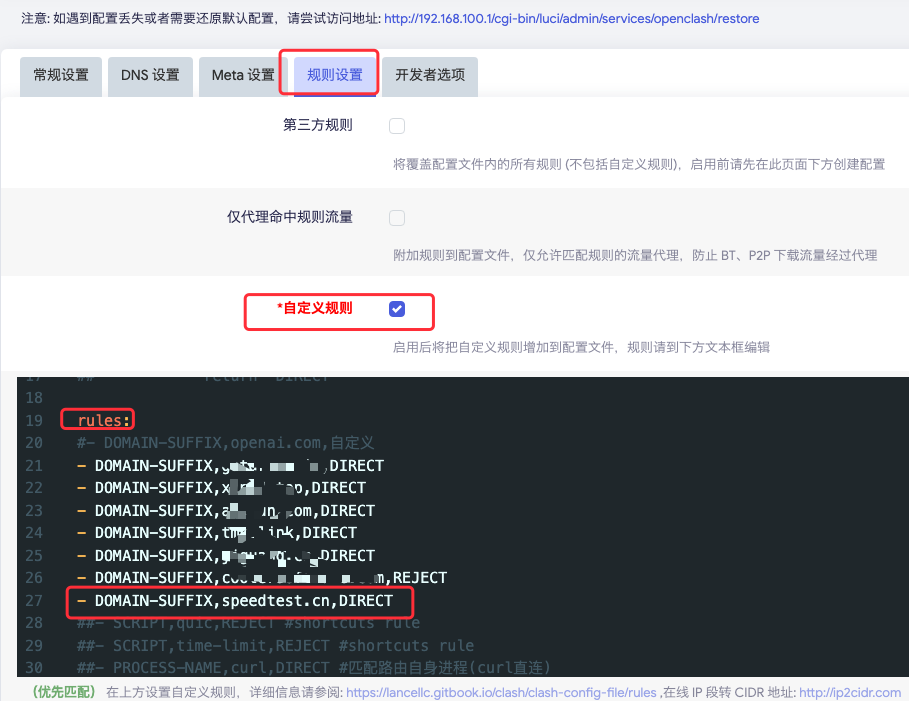 注意: 如遇到配置丢失或者需要还原默认配置，请尝试访问地址: http://192.168.100.1/cgi-bin/luci/admin/services/openclash/restore
常规设置 DNS 设置 Meta 设置 规则设置 开发者选项
第三方规则
将覆盖配置文件内的所有规则 (不包括自定义规则)，启用前请先在此页面下方创建配置
仅代理命中规则流量
附加规则到配置文件，仅允许匹配规则的流量代理，防止 BT、P2P 下载流量经过代理
*自定义规则
启用后将把自定义规则增加到配置文件，规则请到下方文本框编辑
17 ## return "DIRECT"
18
19 rules:
20 #- DOMAIN-SUFFIX,openai.com,自定义
21 - DOMAIN-SUFFIX, ,DIRECT
22 - DOMAIN-SUFFIX, ,DIRECT
23 - DOMAIN-SUFFIX, ,DIRECT
24 - DOMAIN-SUFFIX, ,DIRECT
25 - DOMAIN-SUFFIX, ,DIRECT
26 - DOMAIN-SUFFIX, ,REJECT
27 - DOMAIN-SUFFIX,speedtest.cn,DIRECT
28 ##- SCRIPT,quic,REJECT #shortcuts rule
29 ##- SCRIPT,time-limit,REJECT #shortcuts rule
30 ##- PROCESS-NAME,curl,DIRECT #匹配路由自身进程(curl直连)
（优先匹配） 在上方设置自定义规则，详细信息请参阅: https://lancellc.gitbook.io/clash/clash-config-file/rules ,在线 IP 段转 CIDR 地址: http://ip2cidr.com